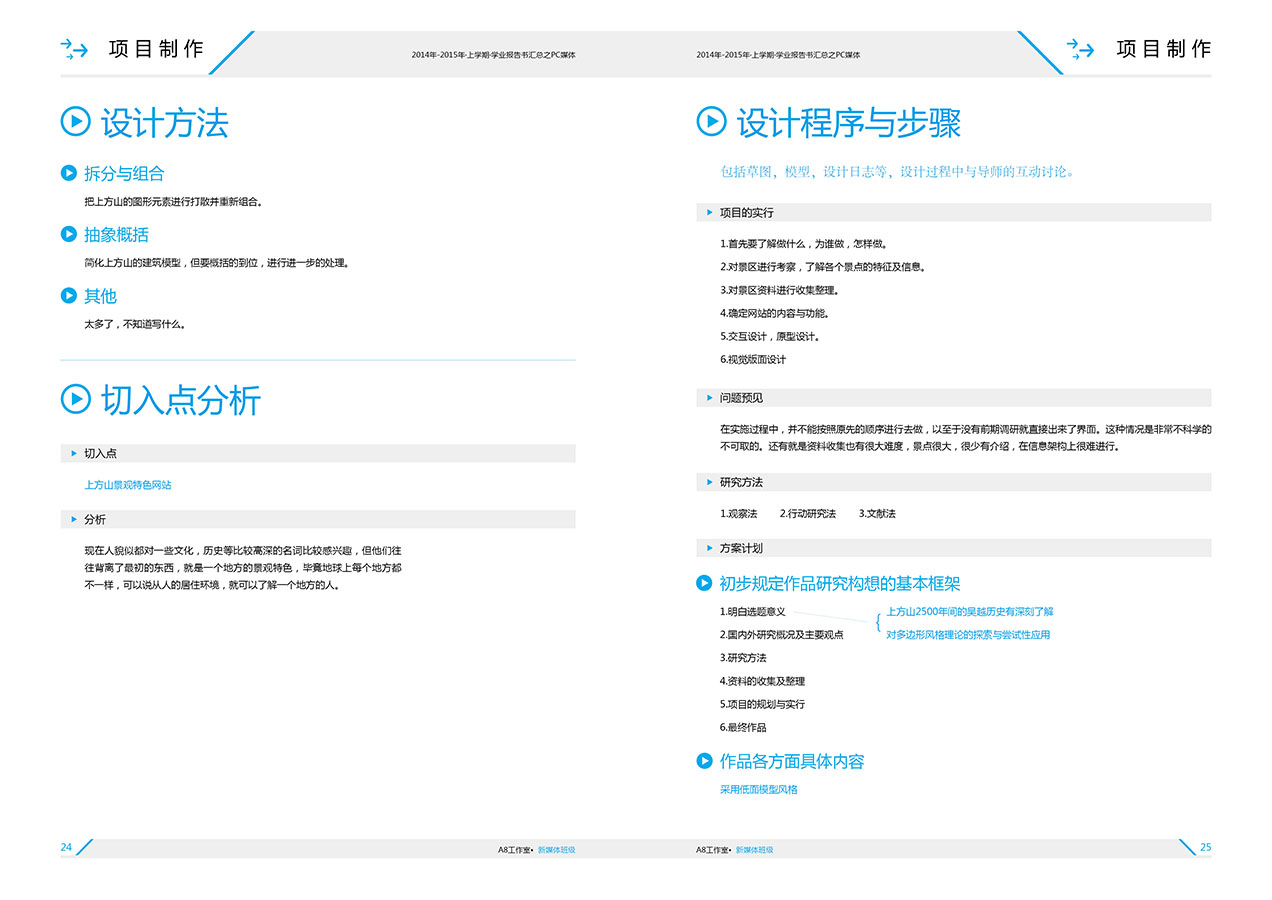 项目制作
2014年-2015年·上学期·学业报告书汇总之PC媒体
设计方法
拆分与组合
把上方山的图形元素进行打散并重新组合。
抽象概括
简化上方山的建筑模型，但要概括的到位，进行进一步的处理。
其他
太多了，不知道写什么。
切入点分析
切入点
上方山景观特色网站
分析
现在人貌似都对一些文化，历史等比较高深的名词比较感兴趣，但他们往
往背离了最初的东西，就是一个地方的景观特色，毕竟地球上每个地方都
不一样，可以说从人的居住环境，就可以了解一个地方的人。
24
A8工作室• 新媒体班级
2014年-2015年·上学期·学业报告书汇总之PC媒体
项目制作
设计程序与步骤
包括草图，模型，设计日志等，设计过程中与导师的互动讨论。
项目的实行
1.首先要了解做什么，为谁做，怎样做。
2.对景区进行考察，了解各个景点的特征及信息。
3.对景区资料进行收集整理。
4.确定网站的内容与功能。
5.交互设计，原型设计。
6.视觉版面设计
问题预见
在实施过程中，并不能按照原先的顺序进行去做，以至于没有前期调研就直接出来了界面。这种情况是非常不科学的
不可取的。还有就是资料收集也有很大难度，景点很大，很少有介绍，在信息架构上很难进行。
研究方法
1.观察法 2.行动研究法 3.文献法
方案计划
初步规定作品研究构想的基本框架
1.明白选题意义
2.国内外研究概况及主要观点
3.研究方法
4.资料的收集及整理
5.项目的规划与实行
6.最终作品
{ 上方山2500年间的吴越历史有深刻了解
对多边形风格理论的探索与尝试性应用
作品各方面具体内容
采用低面模型风格
A8工作室• 新媒体班级
25